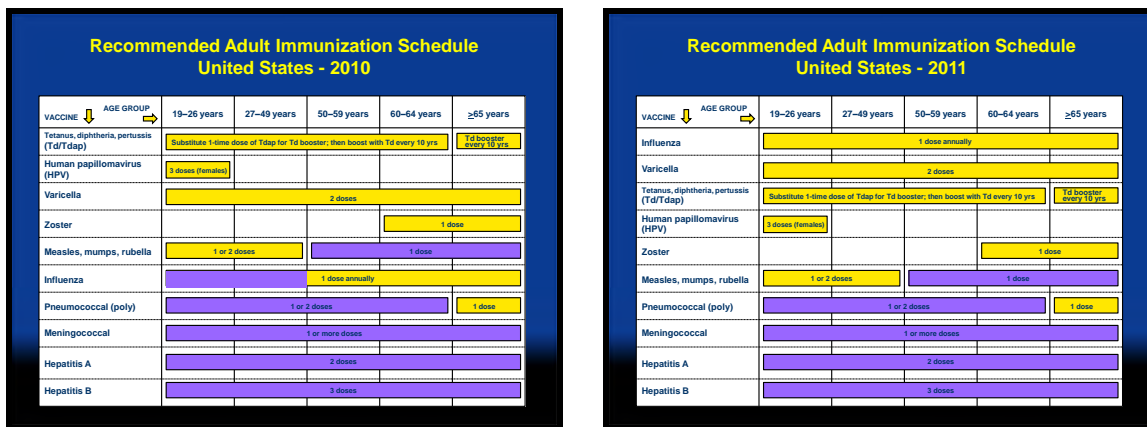 Recommended Adult Immunization Schedule
United States - 2010
VACCINE AGE GROUP 19–26 years 27–49 years 50–59 years 60–64 years >65 years
Tetanus, diphtheria, pertussis
(Td/Tdap)
Substitute 1-time dose of Tdap for Td booster; then boost with Td every 10 yrs
Td booster
every 10 yrs
Human papillomavirus
(HPV)
3 doses (females)
Varicella
2 doses
Zoster
1 dose
Measles, mumps, rubella
1 or 2 doses
1 dose
Influenza
1 dose annually
Pneumococcal (poly)
1 or 2 doses
1 dose
Meningococcal
1 or more doses
Hepatitis A
2 doses
Hepatitis B
3 doses
Recommended Adult Immunization Schedule
United States - 2011
VACCINE AGE GROUP 19–26 years 27–49 years 50–59 years 60–64 years >65 years
Influenza
1 dose annually
Varicella
2 doses
Tetanus, diphtheria, pertussis
(Td/Tdap)
Substitute 1-time dose of Tdap for Td booster; then boost with Td every 10 yrs
Td booster
every 10 yrs
Human papillomavirus
(HPV)
3 doses (females)
Zoster
1 dose
Measles, mumps, rubella
1 or 2 doses
1 dose
Pneumococcal (poly)
1 or 2 doses
1 dose
Meningococcal
1 or more doses
Hepatitis A
2 doses
Hepatitis B
3 doses